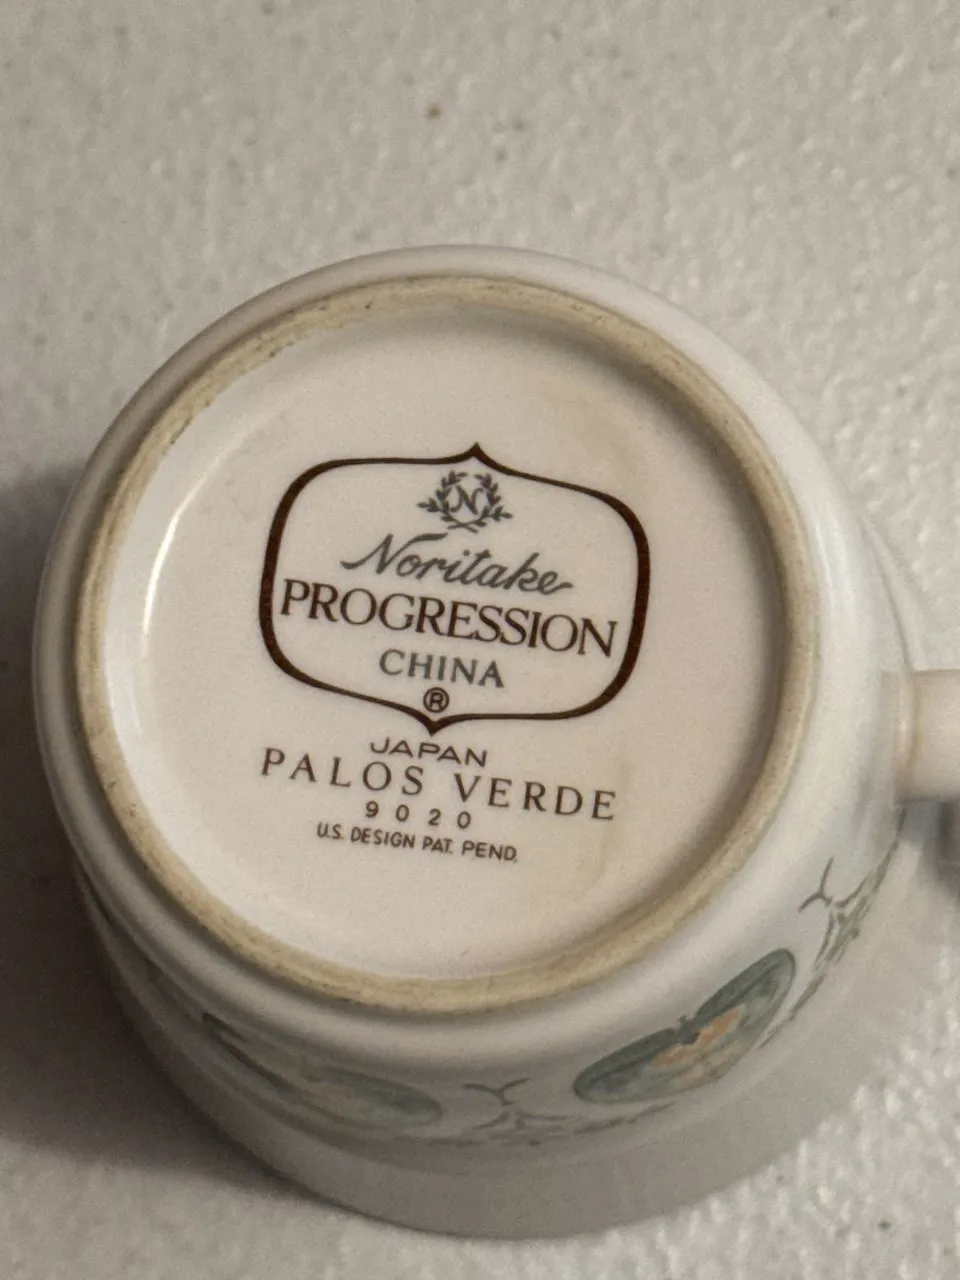 N
Noritake
PROGRESSION
CHINA
®
JAPAN
PALOS VERDE
9020
U.S. DESIGN PAT. PEND.